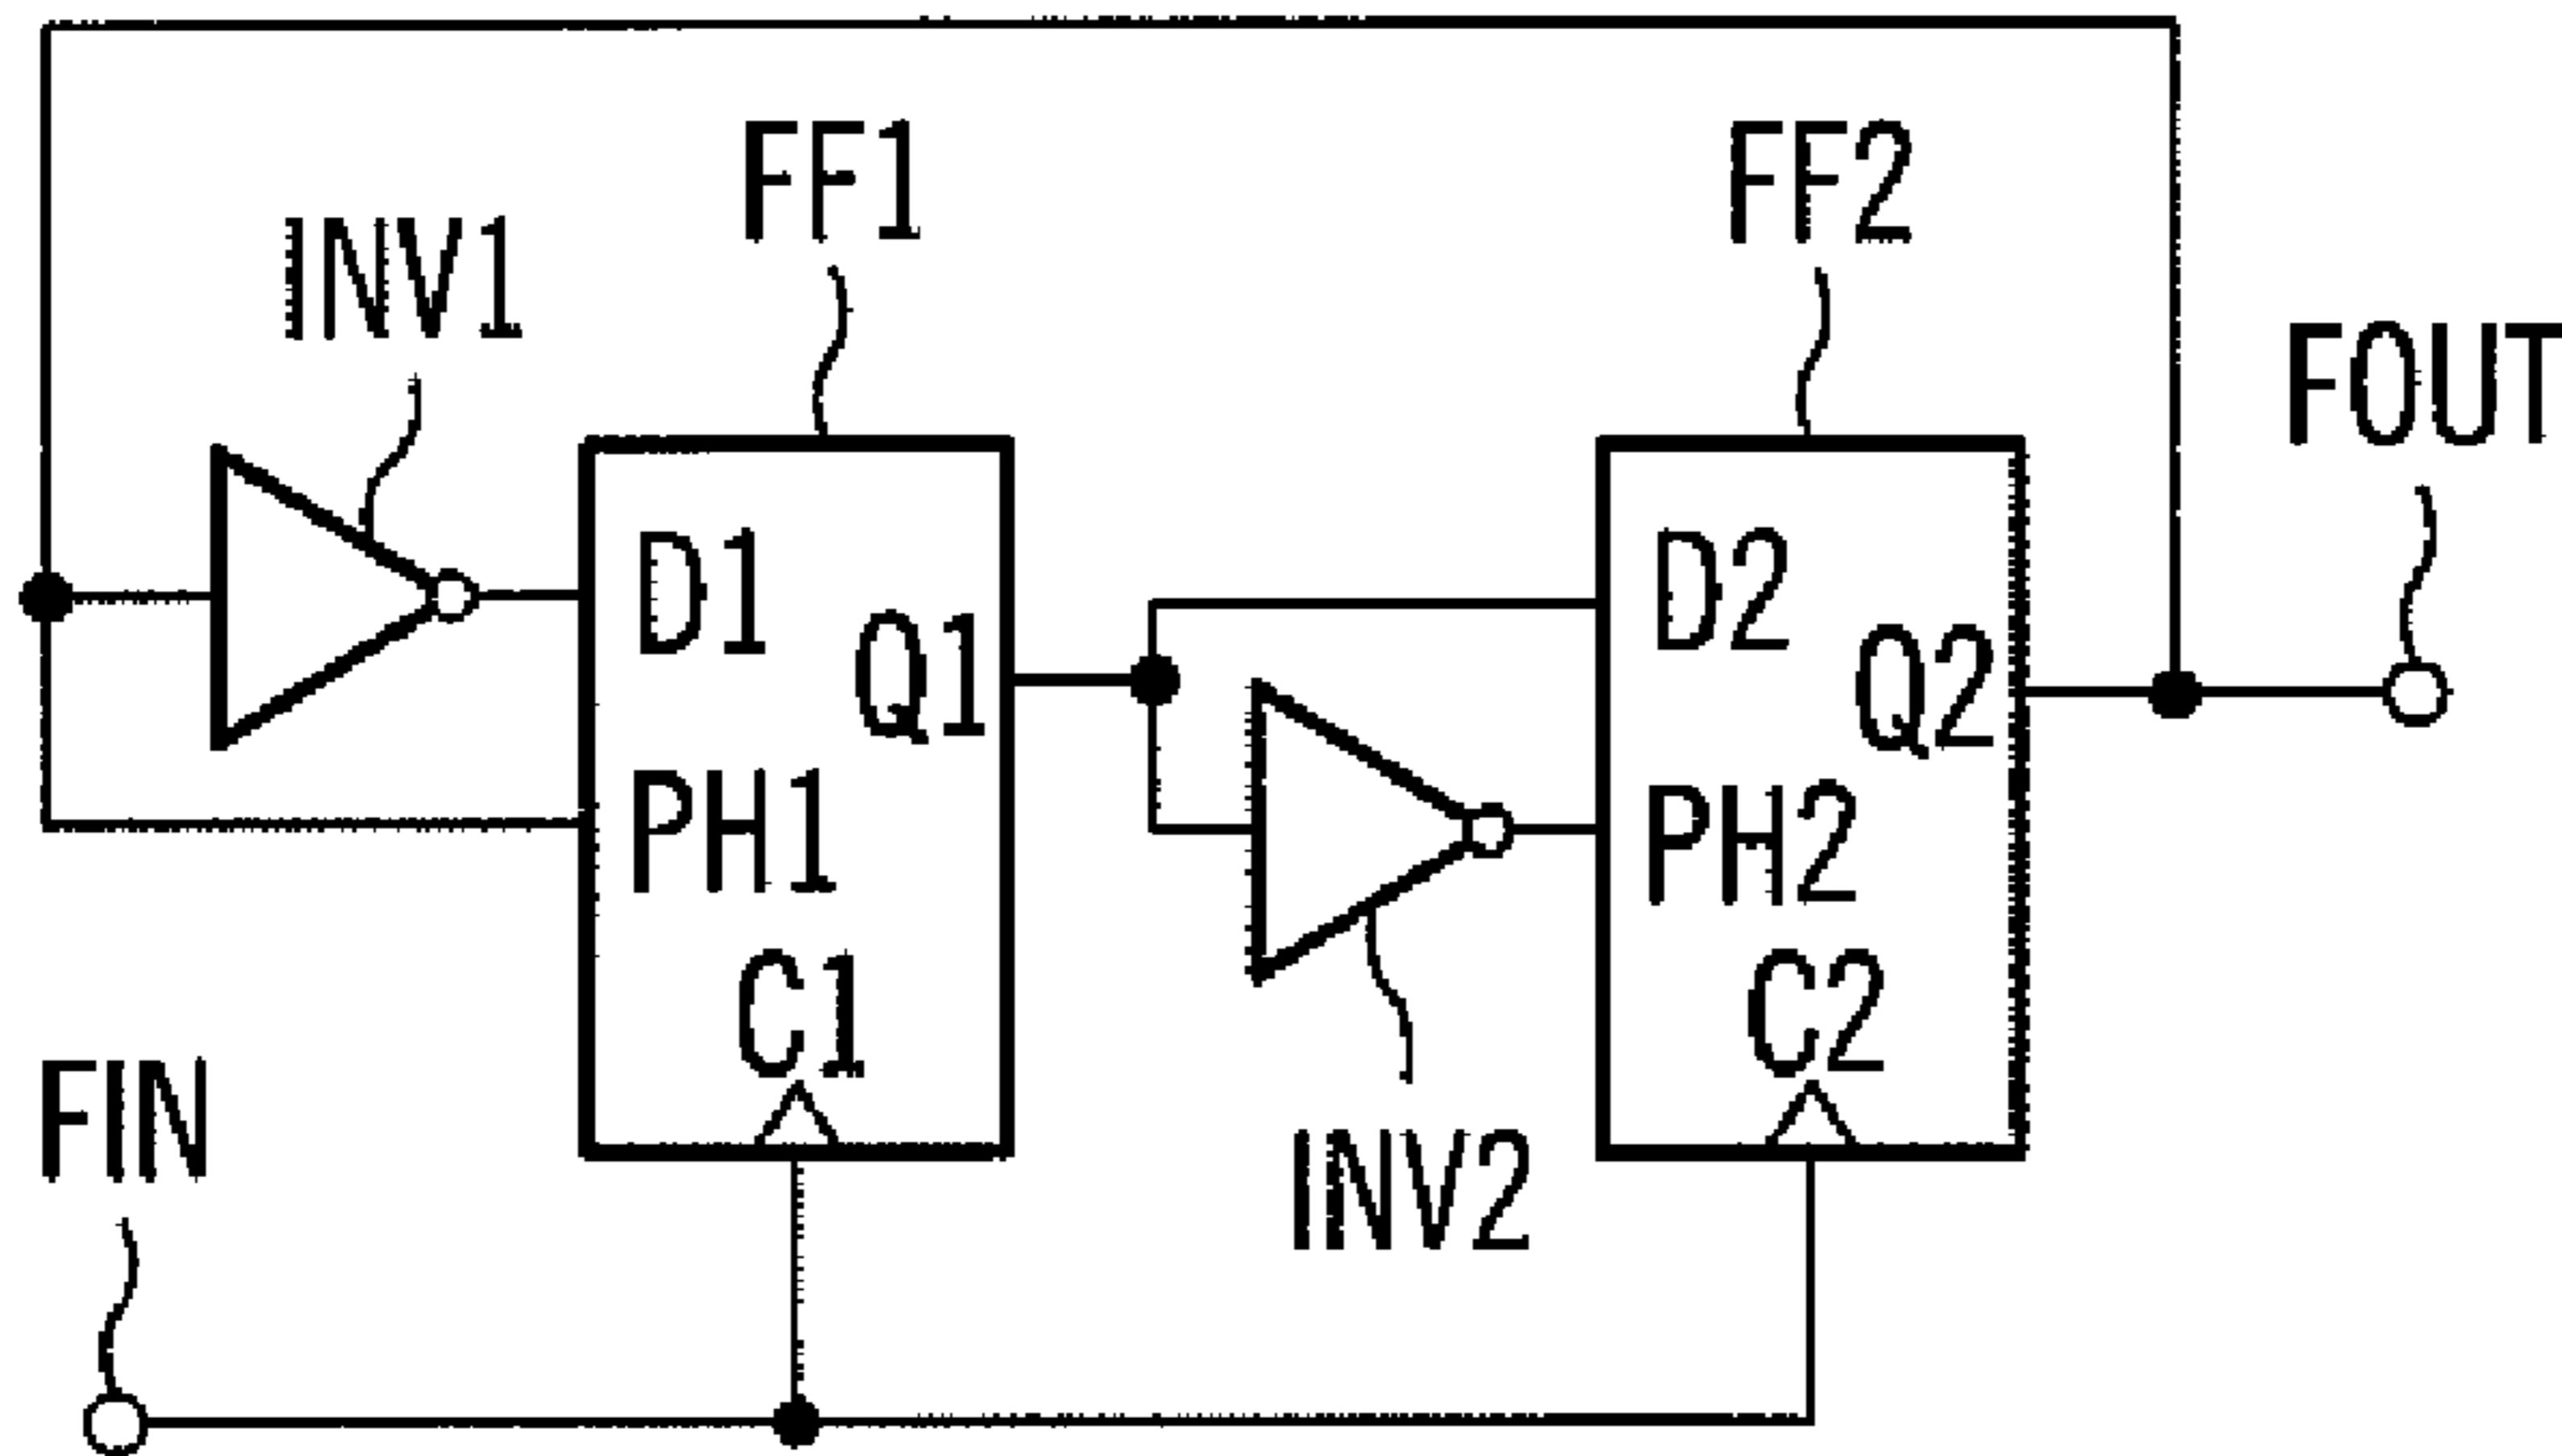 FF1
FF2
INV1
FOUT
D1
D2
Q1
Q2
PH1
PH2
C1
C2
FIN
INV2